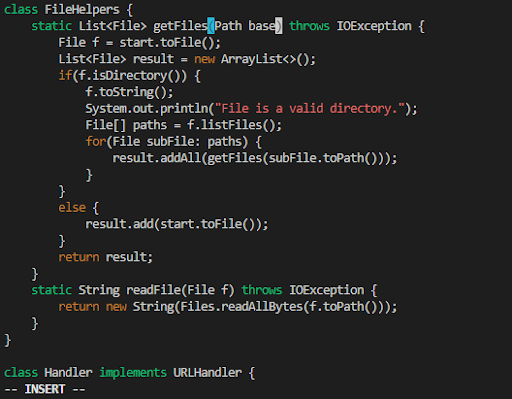 class FileHelpers {
    static List<File> getFiles(Path base) throws IOException {
        File f = start.toFile();
        List<File> result = new ArrayList<>();
        if(f.isDirectory()) {
            f.toString();
            System.out.println("File is a valid directory.");
            File[] paths = f.listFiles();
            for(File subFile: paths) {
                result.addAll(getFiles(subFile.toPath()));
            }
        }
        else {
            result.add(start.toFile());
        }
        return result;
    }
    static String readFile(File f) throws IOException {
        return new String(Files.readAllBytes(f.toPath()));
    }
}

class Handler implements URLHandler {
-- INSERT --